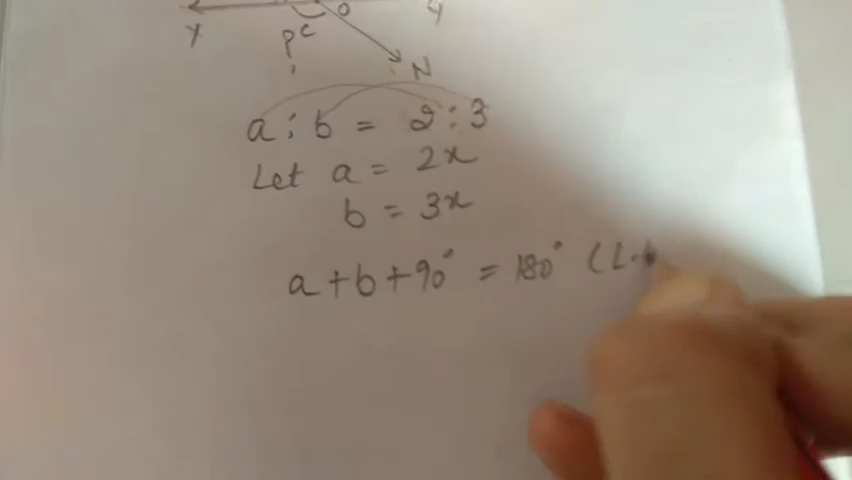 X P C O Y
N
a : b = 2 : 3
Let a = 2x
b = 3x
a + b + 90° = 180° (L.